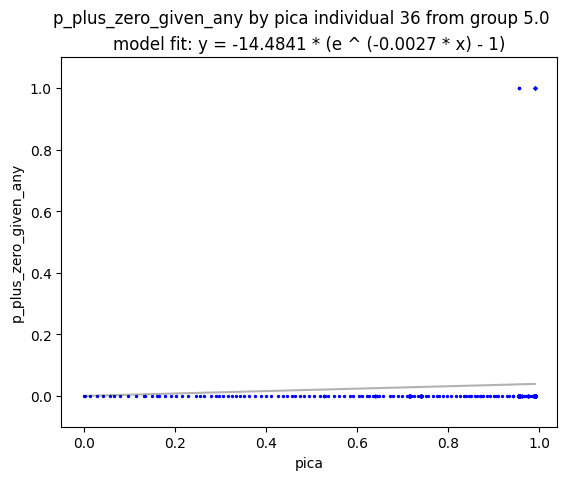 p_plus_zero_given_any by pica individual 36 from group 5.0
model fit: y = -14.4841 * (e ^ (-0.0027 * x) - 1)
1.0
0.8
0.6
0.4
0.2
0.0
p_plus_zero_given_any
0.0 0.2 0.4 0.6 0.8 1.0
pica